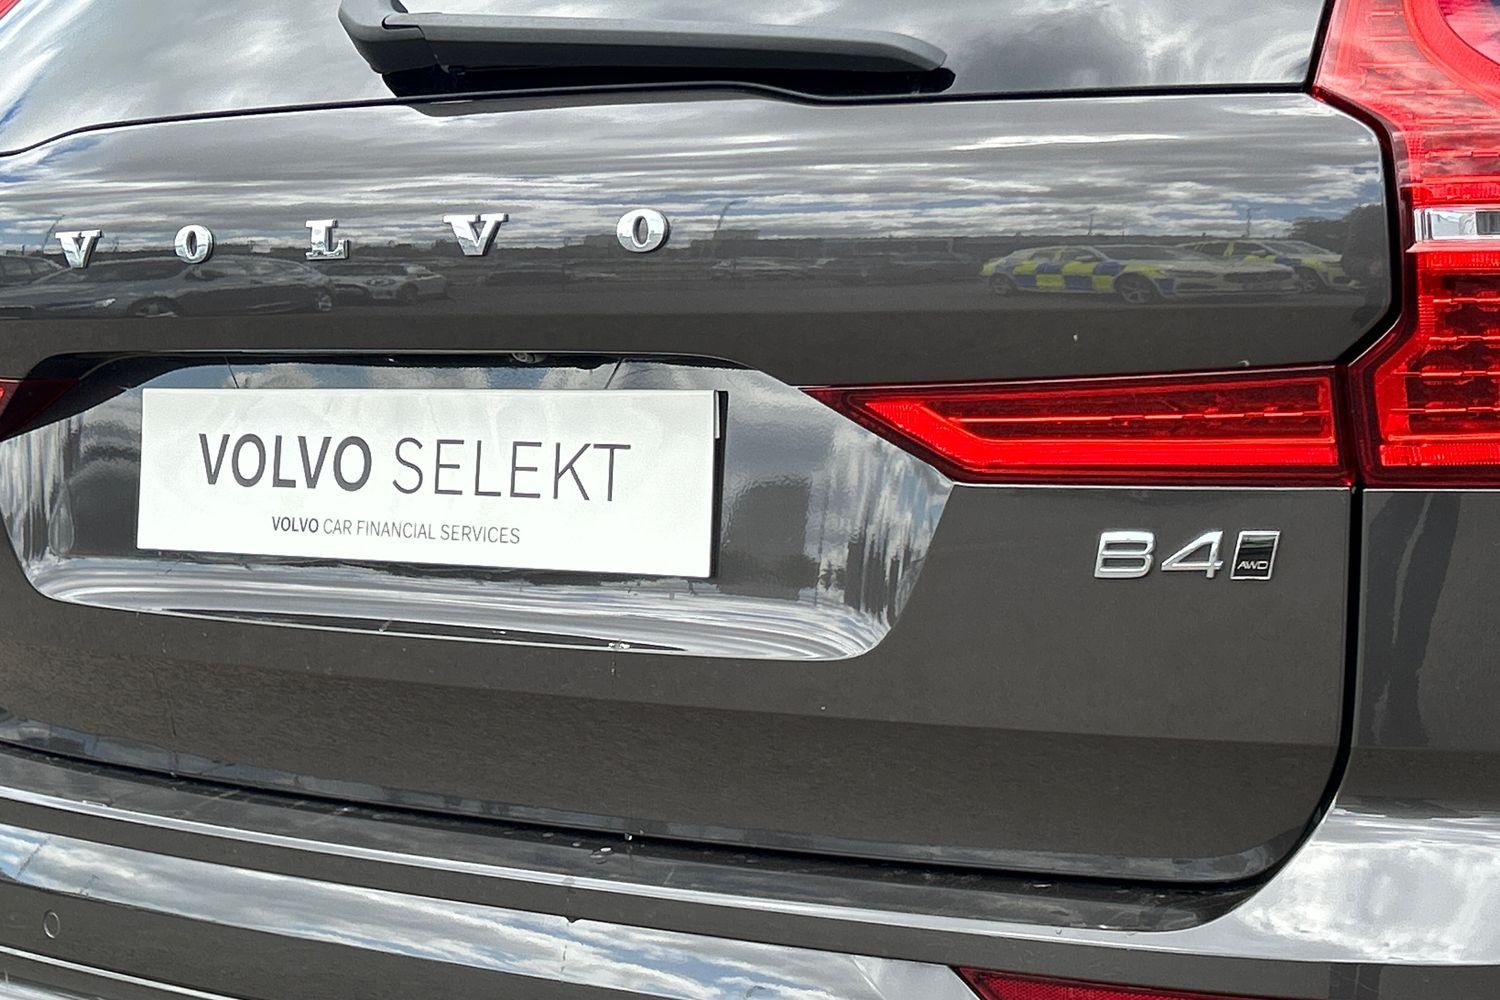 VOLVO
VOLVO SELEKT
VOLVO CAR FINANCIAL SERVICES
B4 AWD